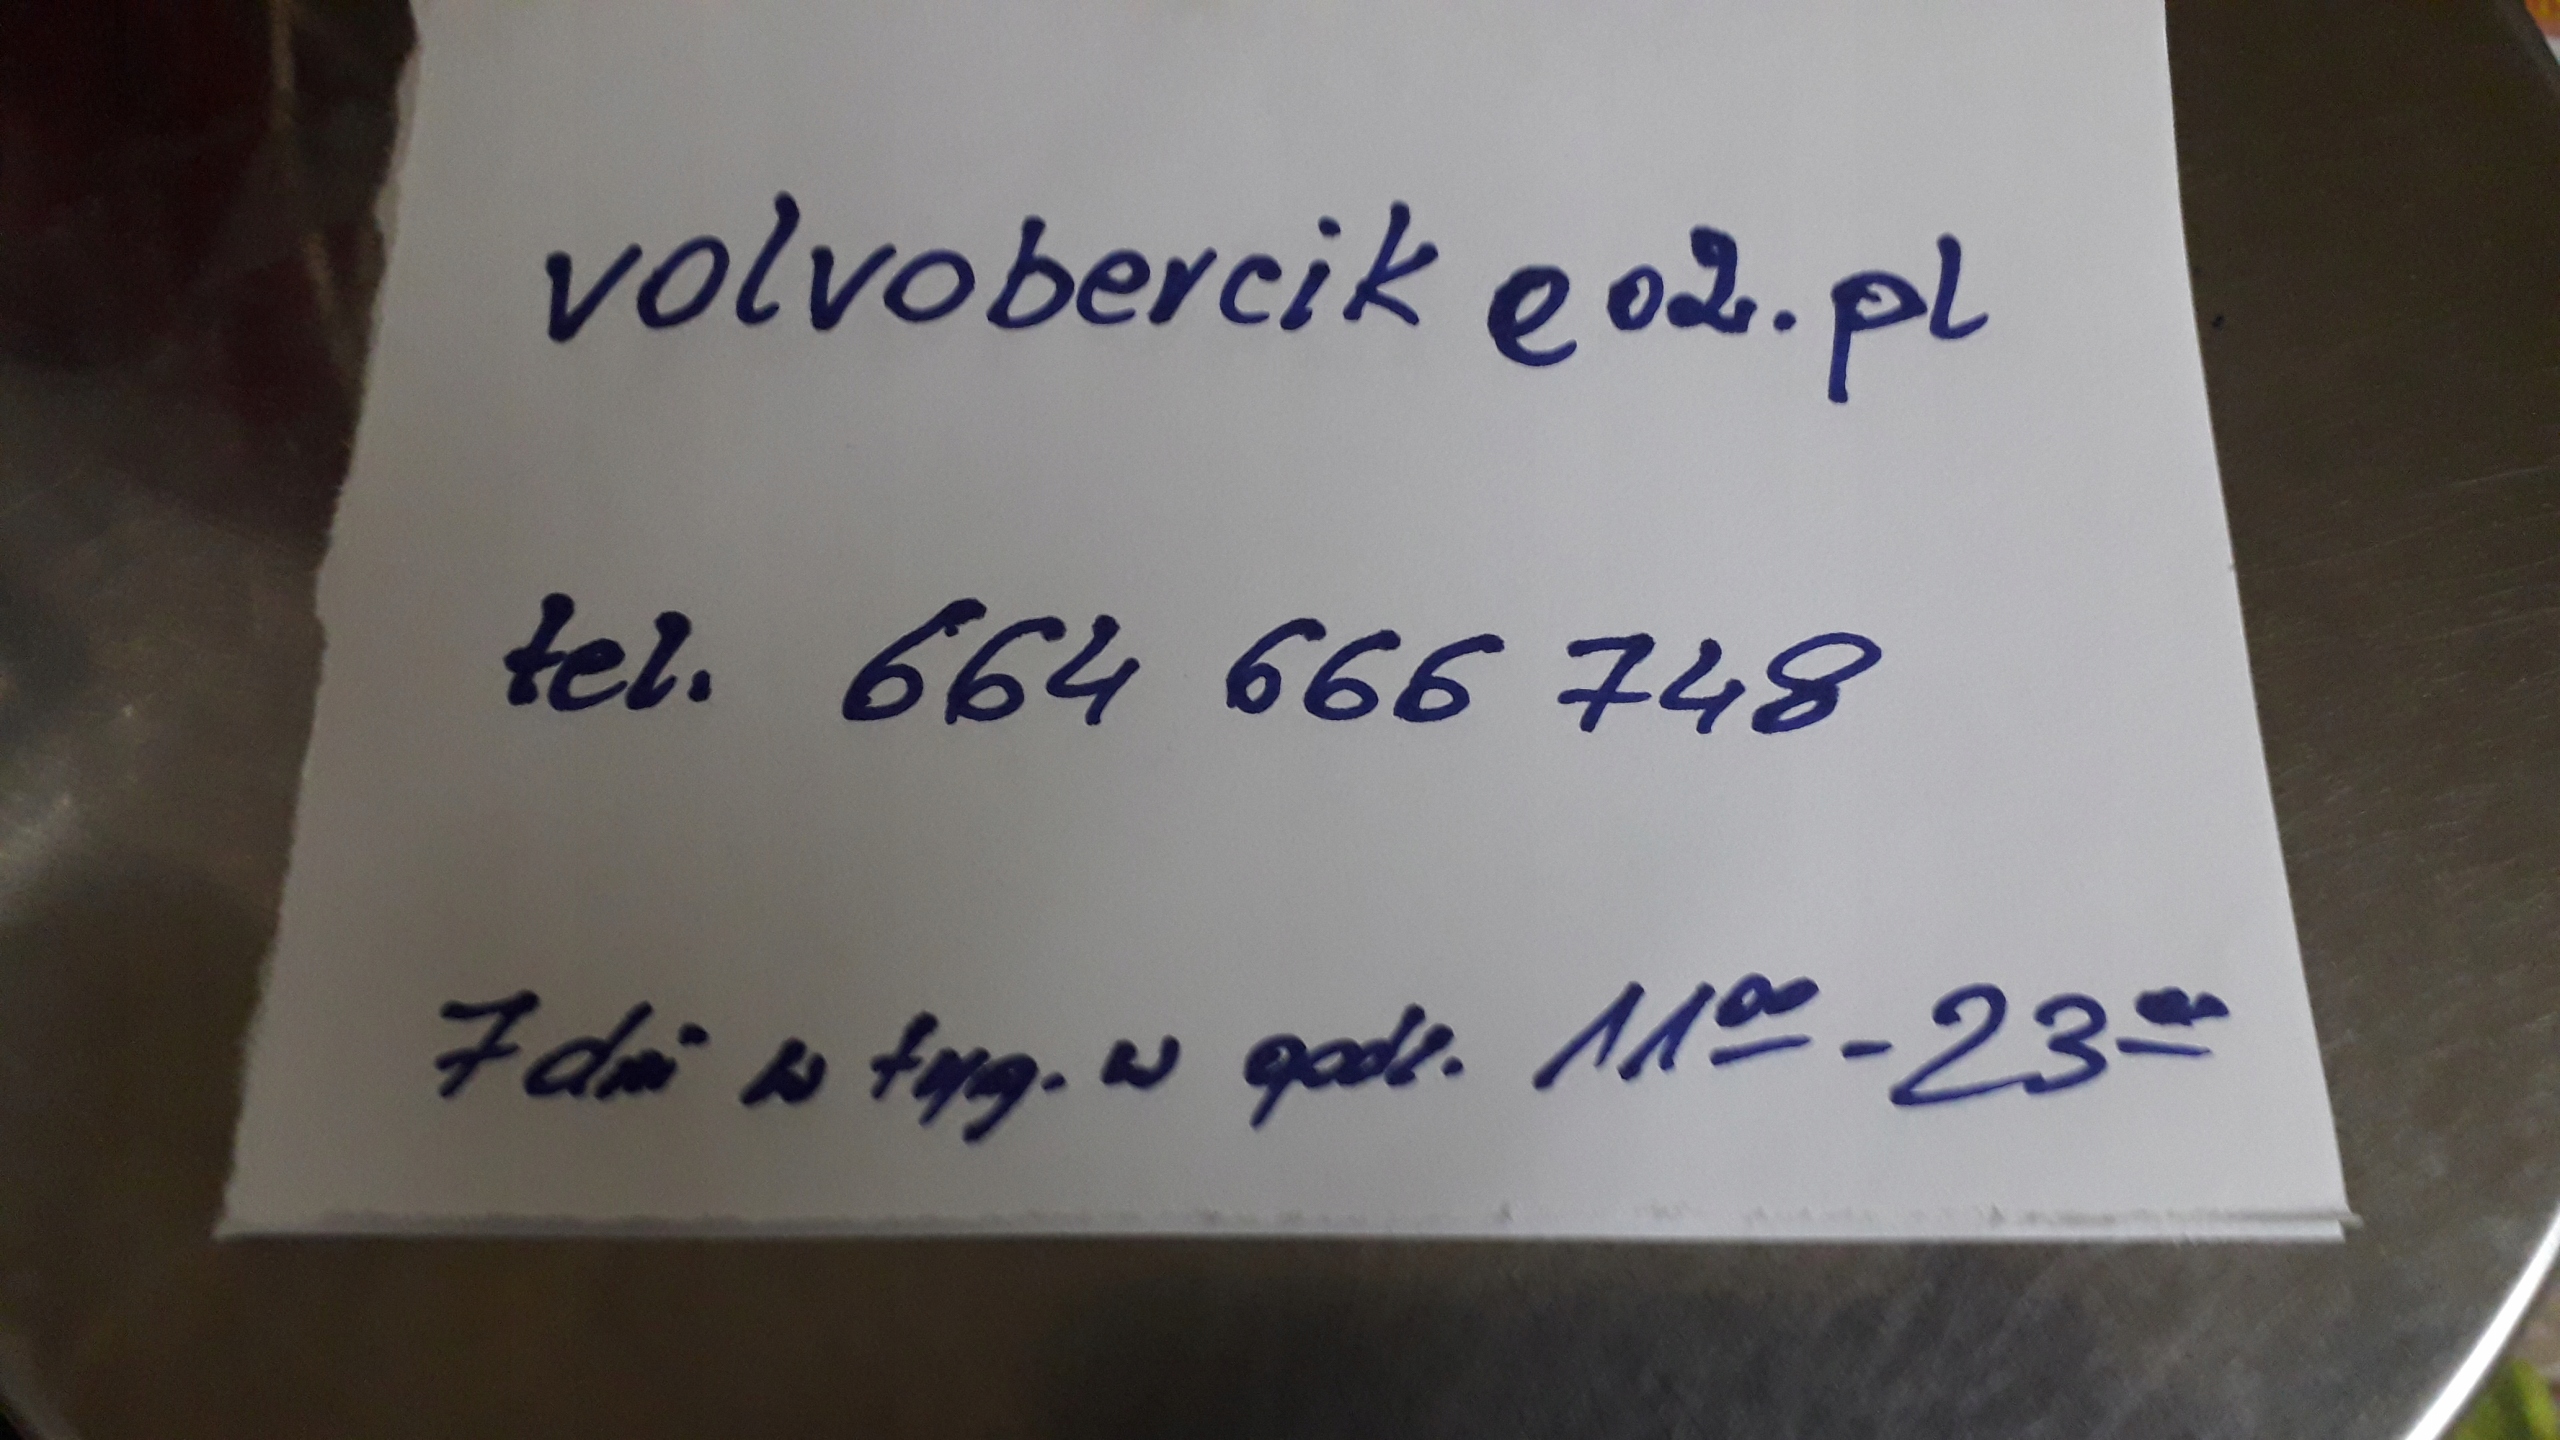 volvobercik@o2.pl
tel. 664 666 748
7 dni w tyg. w godz. 11⁰⁰ - 23⁰⁰